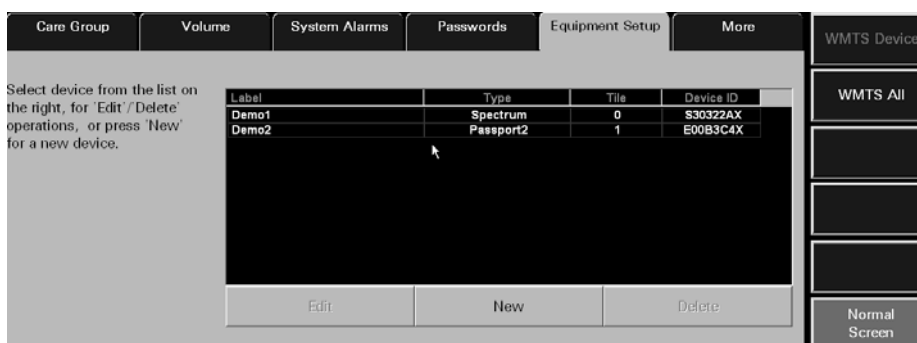 Care Group Volume System Alarms Passwords Equipment Setup More
WMTS Device
Select device from the list on
the right, for 'Edit'/'Delete'
operations, or press 'New'
for a new device.
Label Type Tile Device ID
Demo1 Spectrum 0 S30322AX
Demo2 Passport2 1 E00B3C4X
Edit New Delete
WMTS All
Normal
Screen